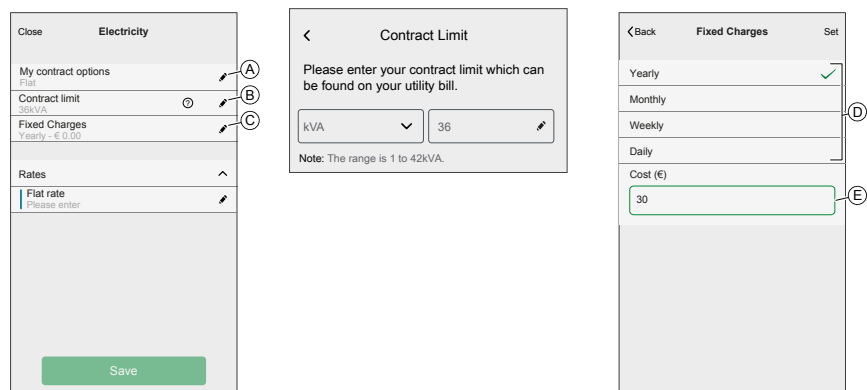 Close Electricity
My contract options
Flat
A
Contract limit
36kVA
B
Fixed Charges
Yearly - € 0.00
C
Rates
Flat rate
Please enter
Save
Contract Limit
Please enter your contract limit which can
be found on your utility bill.
kVA 36
Note: The range is 1 to 42kVA.
Back Fixed Charges Set
Yearly
Monthly
Weekly
Daily
D
Cost (€)
30
E